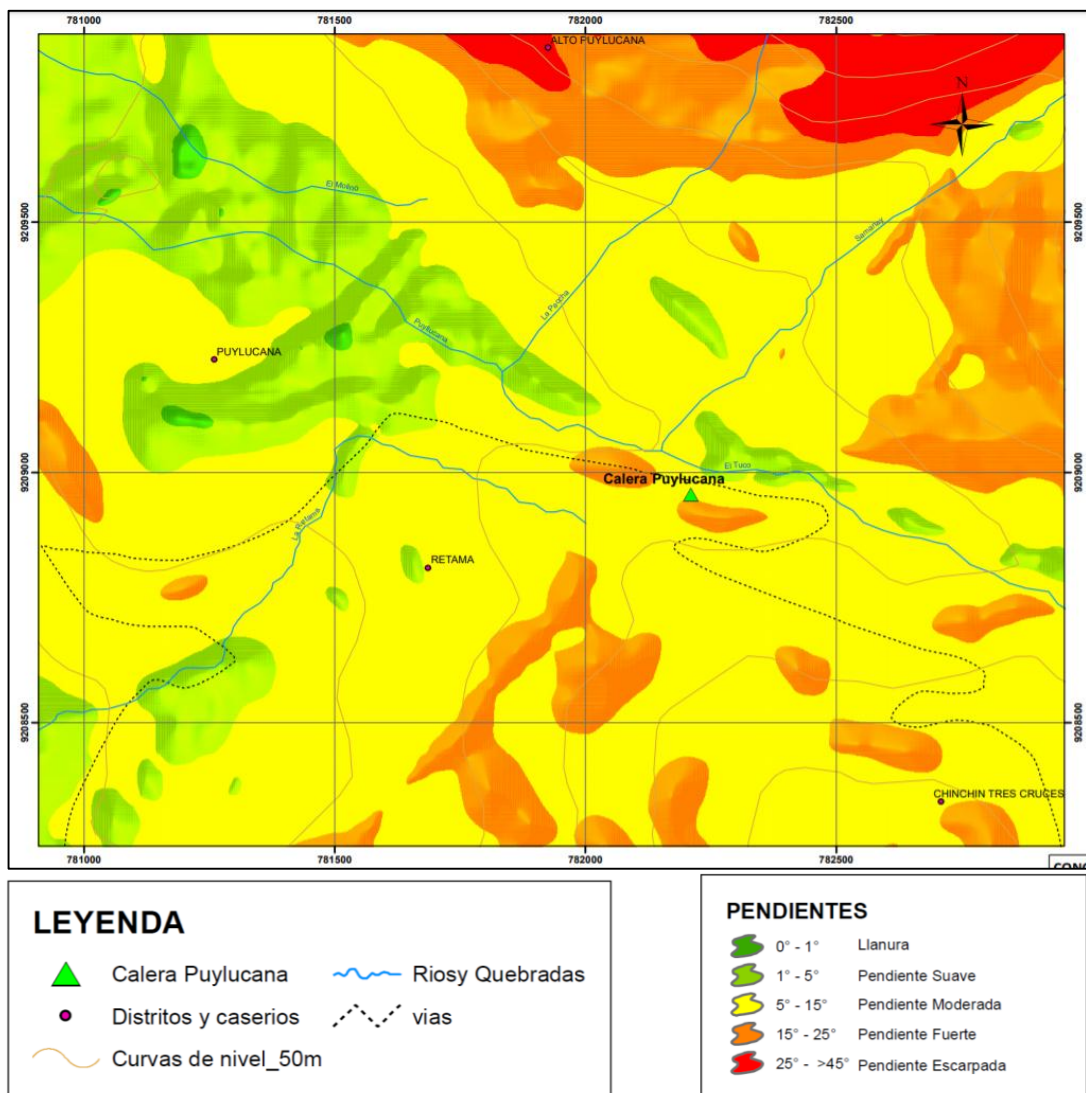 781000 781500 782000 782500
ALTO PUYLUCANA
N
El Molino
9209500 9209500
Samanay
La Paccha
Puylucana
PUYLUCANA
El Tuco
9209000 9209000
Calera Puylucana
La Retama
RETAMA
9208500 9208500
CHINCHIN TRES CRUCES
781000 781500 782000 782500
LEYENDA
Calera Puylucana Riosy Quebradas
Distritos y caserios vias
Curvas de nivel_50m
PENDIENTES
0° - 1° Llanura
1° - 5° Pendiente Suave
5° - 15° Pendiente Moderada
15° - 25° Pendiente Fuerte
25° - >45° Pendiente Escarpada